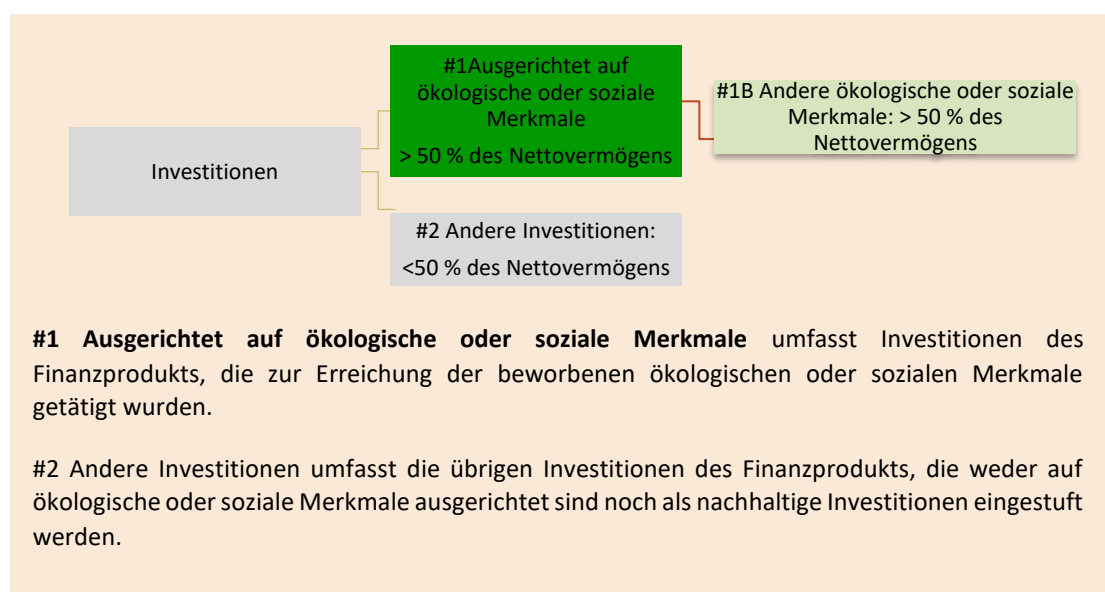 #1Ausgerichtet auf
ökologische oder soziale
Merkmale
> 50 % des Nettovermögens
#1B Andere ökologische oder soziale
Merkmale: > 50 % des
Nettovermögens
Investitionen
#2 Andere Investitionen:
<50 % des Nettovermögens
#1 Ausgerichtet auf ökologische oder soziale Merkmale umfasst Investitionen des
Finanzprodukts, die zur Erreichung der beworbenen ökologischen oder sozialen Merkmale
getätigt wurden.
#2 Andere Investitionen umfasst die übrigen Investitionen des Finanzprodukts, die weder auf
ökologische oder soziale Merkmale ausgerichtet sind noch als nachhaltige Investitionen eingestuft
werden.